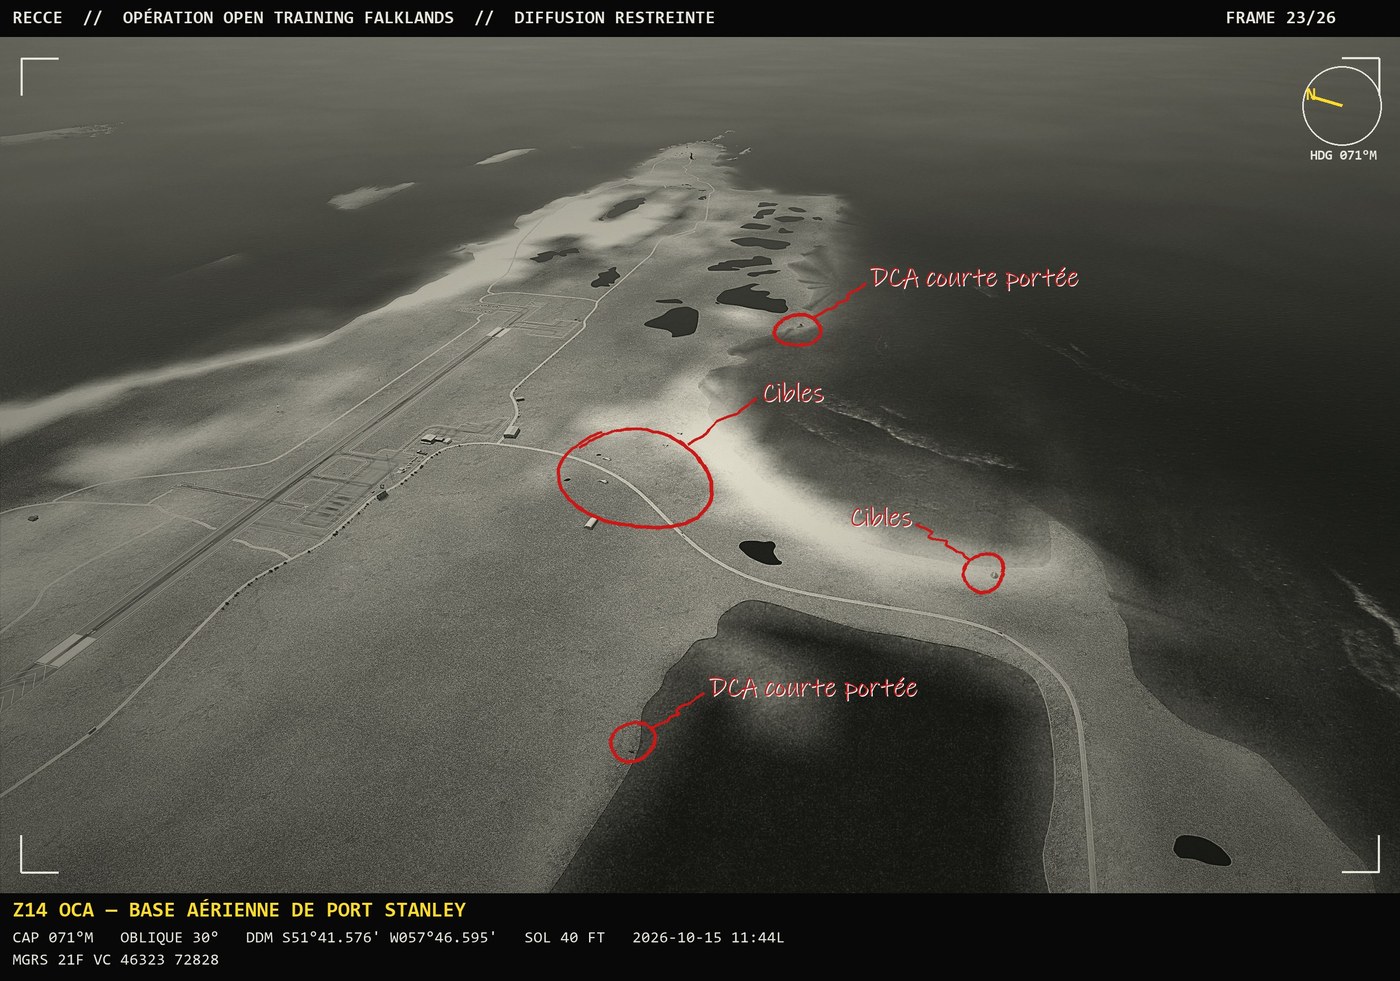 RECCE // OPÉRATION OPEN TRAINING FALKLANDS // DIFFUSION RESTREINTE FRAME 23/26
N
HDG 071°M
DCA courte portée
Cibles
Cibles
DCA courte portée
Z14 OCA — BASE AÉRIENNE DE PORT STANLEY
CAP 071°M OBLIQUE 30° DDM S51°41.576' W057°46.595' SOL 40 FT 2026-10-15 11:44L
MGRS 21F VC 46323 72828